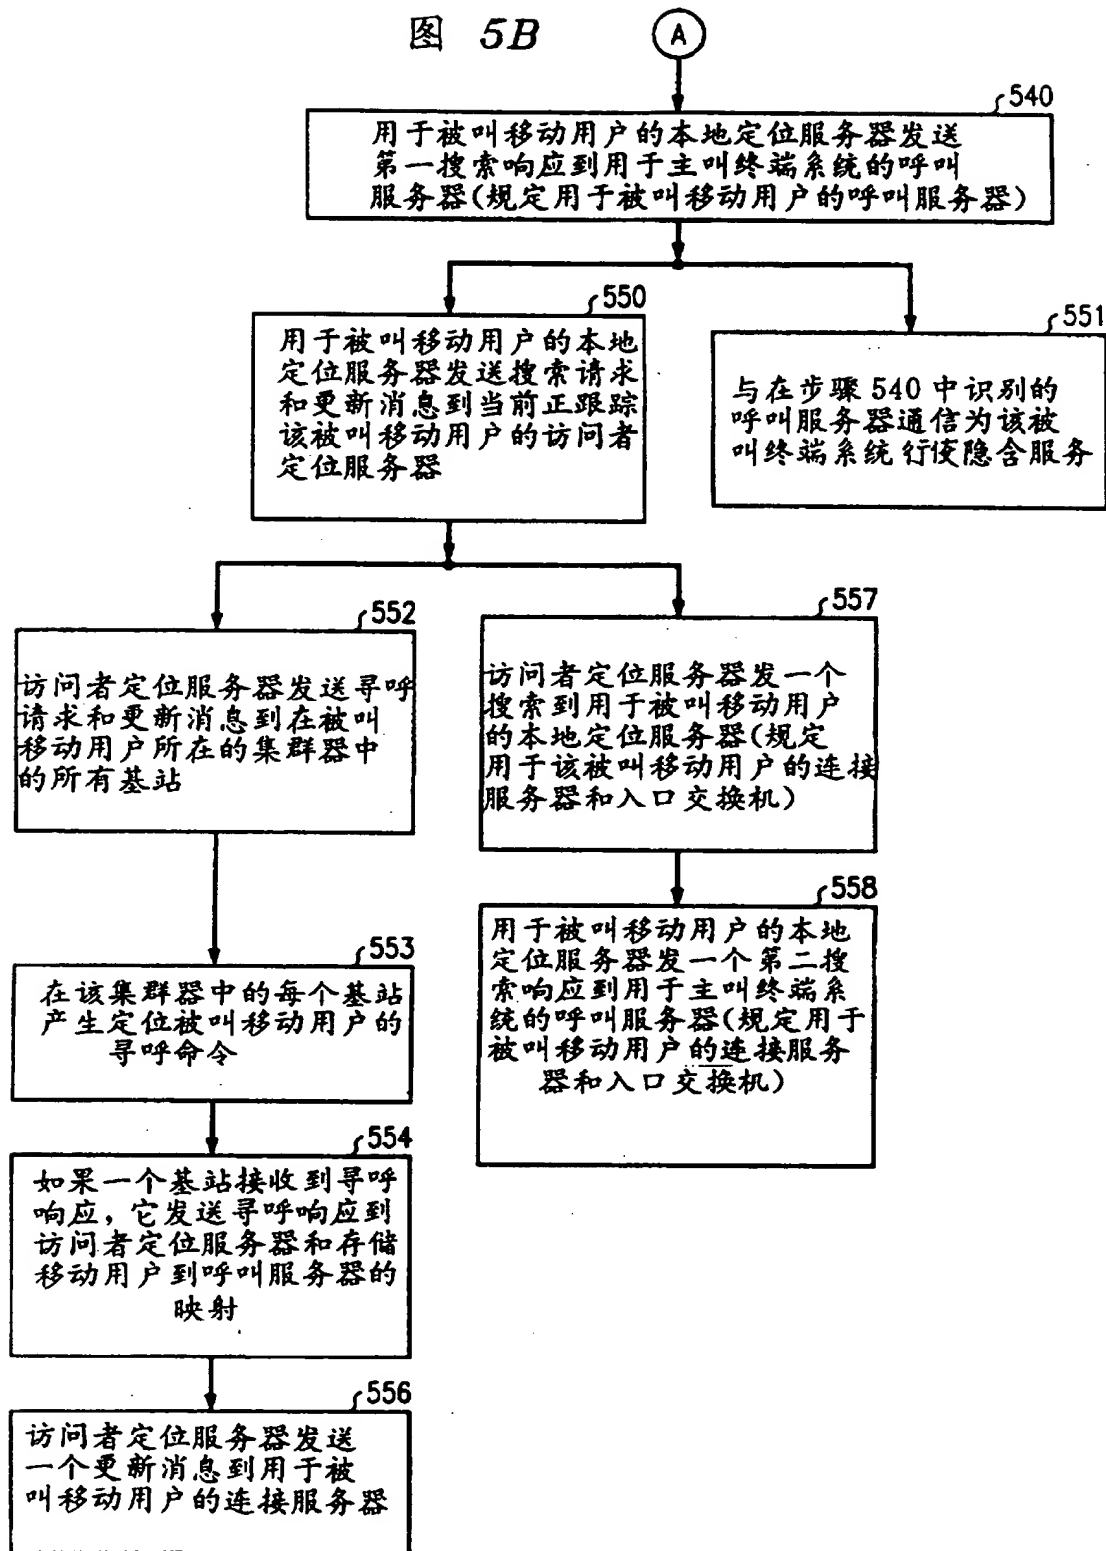 图 5B
A
540
用于被叫移动用户的本地定位服务器发送
第一搜索响应到用于主叫终端系统的呼叫
服务器(规定用于被叫移动用户的呼叫服务器)
550
用于被叫移动用户的本地
定位服务器发送搜索请求
和更新消息到当前正跟踪
该被叫移动用户的访问者
定位服务器
551
与在步骤540中识别的
呼叫服务器通信为该被
叫终端系统行使隐含服务
552
访问者定位服务器发送寻呼
请求和更新消息到在被叫
移动用户所在的集群器中
的所有基站
557
访问者定位服务器发一个
搜索到用于被叫移动用户
的本地定位服务器(规定
用于该被叫移动用户的连接
服务器和入口交换机)
553
在该集群器中的每个基站
产生定位被叫移动用户的
寻呼命令
558
用于被叫移动用户的本地
定位服务器发一个第二搜
索响应到用于主叫终端系
统的呼叫服务器(规定用于
被叫移动用户的连接服务
器和入口交换机)
554
如果一个基站接收到寻呼
响应,它发送寻呼响应到
访问者定位服务器和存储
移动用户到呼叫服务器的
映射
556
访问者定位服务器发送
一个更新消息到用于被
叫移动用户的连接服务器